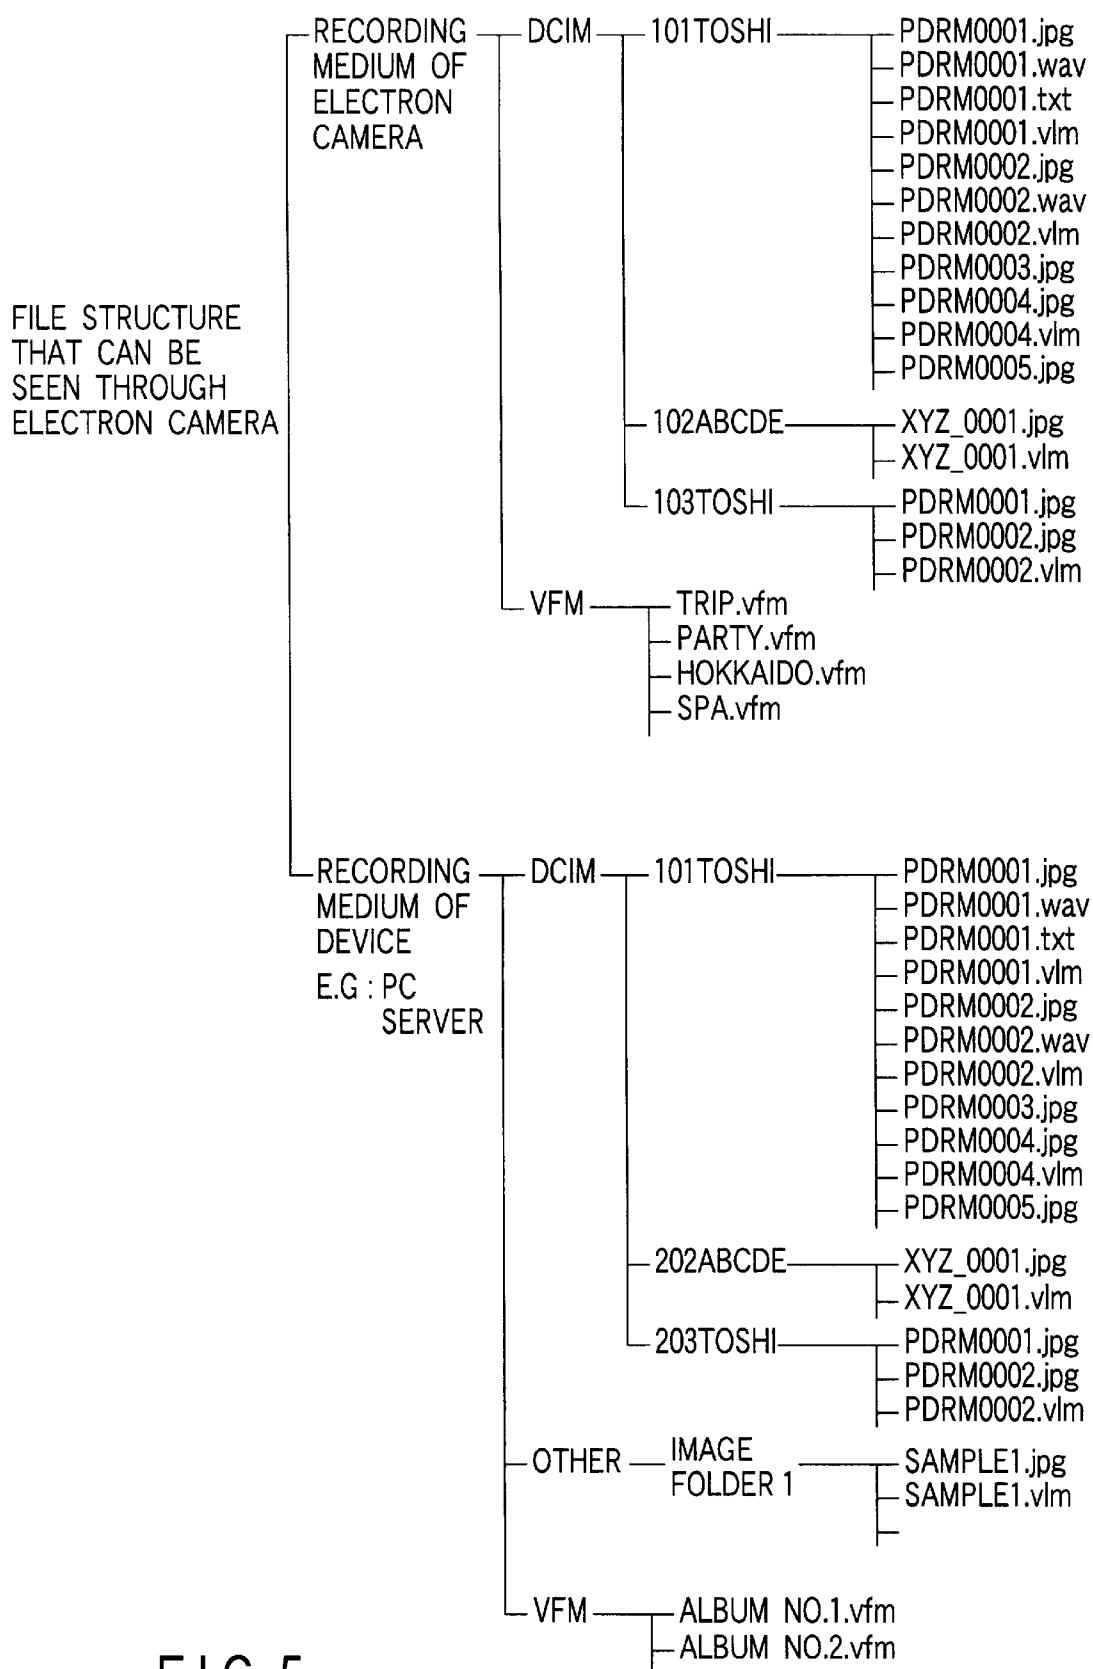 FILE STRUCTURE
THAT CAN BE
SEEN THROUGH
ELECTRON CAMERA
RECORDING
MEDIUM OF
ELECTRON
CAMERA
DCIM
101TOSHI
PDRM0001.jpg
PDRM0001.wav
PDRM0001.txt
PDRM0001.vlm
PDRM0002.jpg
PDRM0002.wav
PDRM0002.vlm
PDRM0003.jpg
PDRM0004.jpg
PDRM0004.vlm
PDRM0005.jpg
102ABCDE
XYZ_0001.jpg
XYZ_0001.vlm
103TOSHI
PDRM0001.jpg
PDRM0002.jpg
PDRM0002.vlm
VFM
TRIP.vfm
PARTY.vfm
HOKKAIDO.vfm
SPA.vfm
RECORDING
MEDIUM OF
DEVICE
E.G : PC
SERVER
DCIM
101TOSHI
PDRM0001.jpg
PDRM0001.wav
PDRM0001.txt
PDRM0001.vlm
PDRM0002.jpg
PDRM0002.wav
PDRM0002.vlm
PDRM0003.jpg
PDRM0004.jpg
PDRM0004.vlm
PDRM0005.jpg
202ABCDE
XYZ_0001.jpg
XYZ_0001.vlm
203TOSHI
PDRM0001.jpg
PDRM0002.jpg
PDRM0002.vlm
OTHER
IMAGE
FOLDER 1
SAMPLE1.jpg
SAMPLE1.vlm
VFM
ALBUM NO.1.vfm
ALBUM NO.2.vfm
FIG. 5